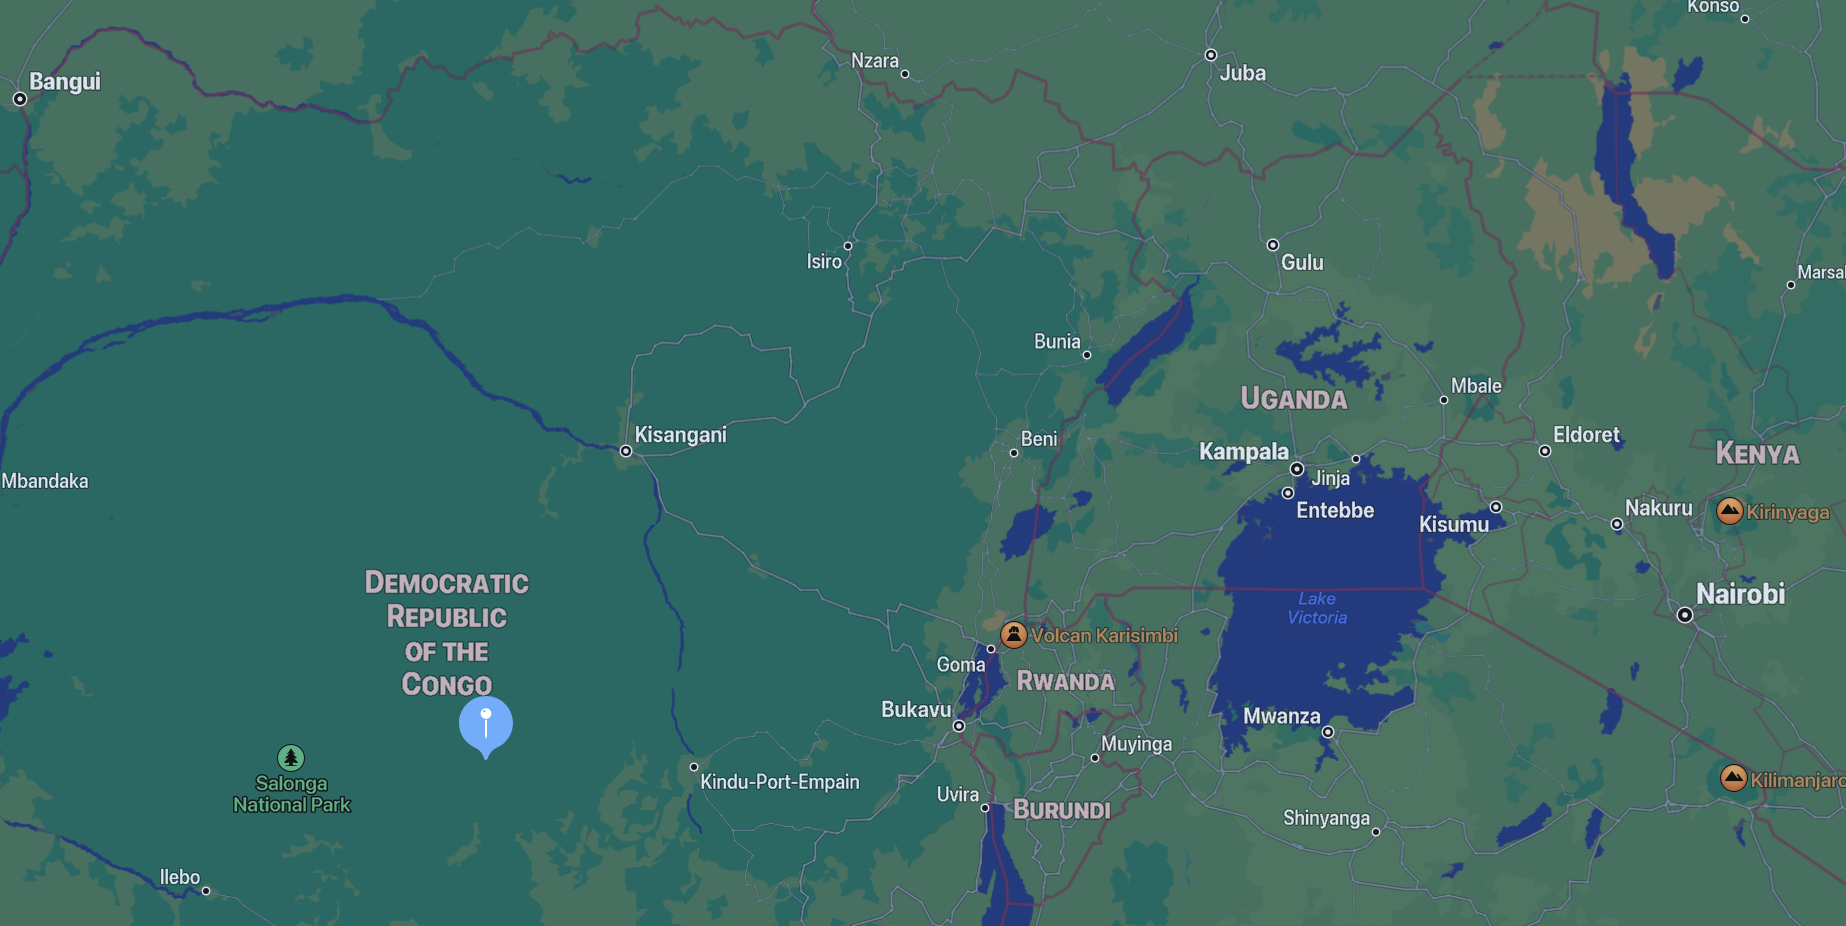 Konso
Nzara
Juba
Bangui
Isiro
Gulu
Bunia
Mbale
UGANDA
Kisangani
Beni
Kampala
Eldoret
KENYA
Mbandaka
Jinja
Entebbe
Kisumu
Nakuru
Kirinyaga
DEMOCRATIC
REPUBLIC
OF THE
CONGO
Lake
Victoria
Nairobi
Volcan Karisimbi
Goma
RWANDA
Bukavu
Mwanza
Muyinga
Salonga
National Park
Kindu-Port-Empain
Uvira
BURUNDI
Kilimanjaro
Shinyanga
Ilebo